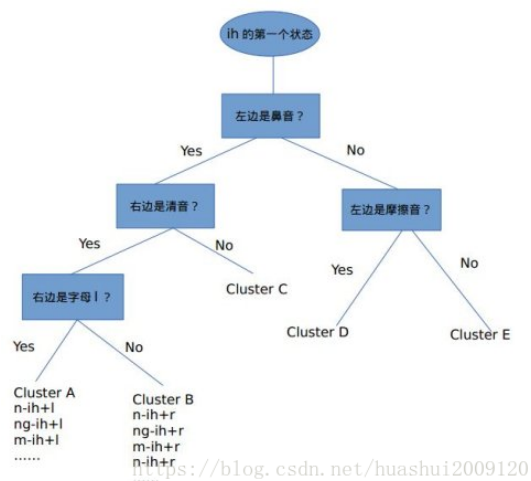 ih 的第一个状态
左边是鼻音？
Yes
No
右边是清音？
左边是摩擦音？
Yes
No
Yes
No
右边是字母 l ？
Cluster C
Cluster D
Cluster E
Yes
No
Cluster A
n-ih+l
ng-ih+l
m-ih+l
……
Cluster B
n-ih+r
ng-ih+r
m-ih+r
n-ih+r
https://blog.csdn.net/huashui2009120